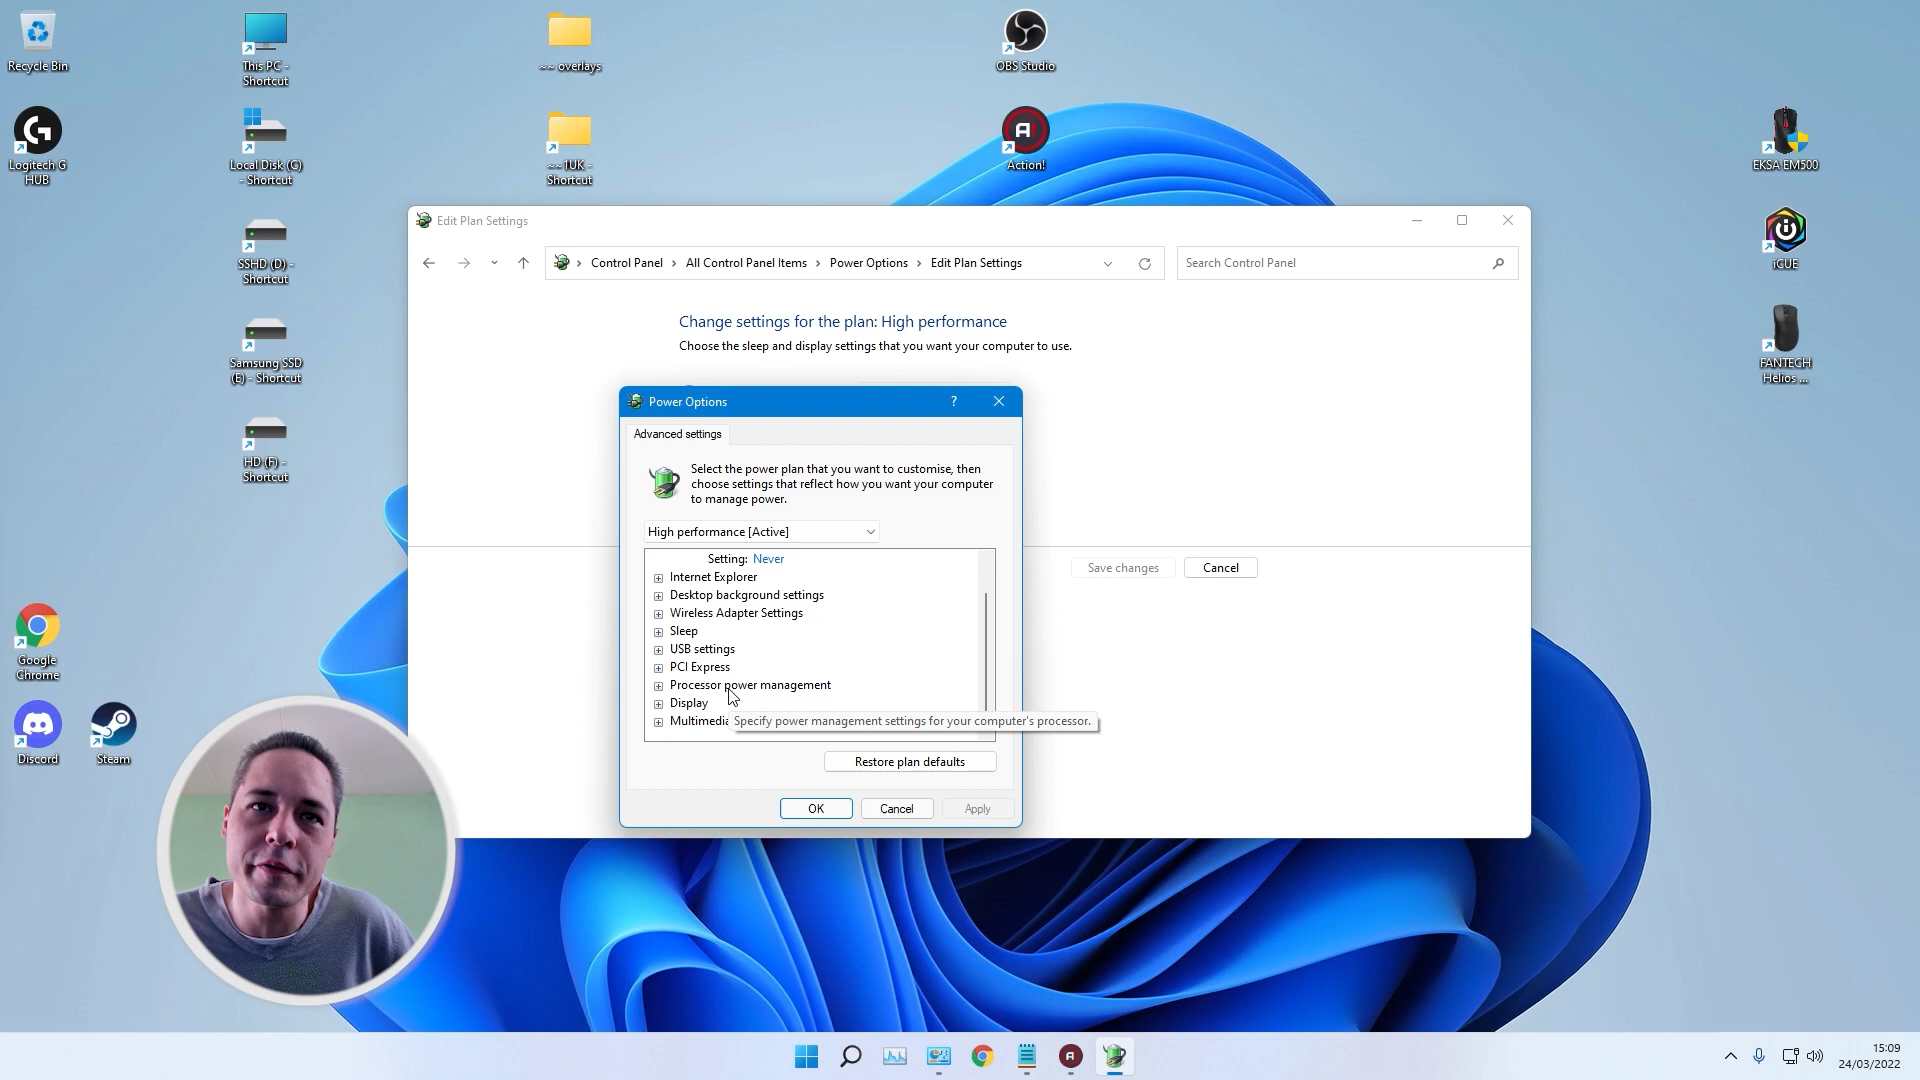 Recycle Bin
This PC -
Shortcut
~~ overlays
OBS Studio
Logitech G
HUB
Local Disk (C)
- Shortcut
~~1UK -
Shortcut
Action!
EKSA EM500
SSHD (D) -
Shortcut
iCUE
Samsung SSD
(E) - Shortcut
FANTECH
Helios ...
HD (F) -
Shortcut
Google
Chrome
Discord
Steam
Edit Plan Settings
Control Panel > All Control Panel Items > Power Options > Edit Plan Settings
Search Control Panel
Change settings for the plan: High performance
Choose the sleep and display settings that you want your computer to use.
Save changes
Cancel
Power Options
?
Advanced settings
Select the power plan that you want to customise, then
choose settings that reflect how you want your computer
to manage power.
High performance [Active]
Setting: Never
Internet Explorer
Desktop background settings
Wireless Adapter Settings
Sleep
USB settings
PCI Express
Processor power management
Display
Multimedia
Specify power management settings for your computer's processor.
Restore plan defaults
OK
Cancel
Apply
15:09
24/03/2022